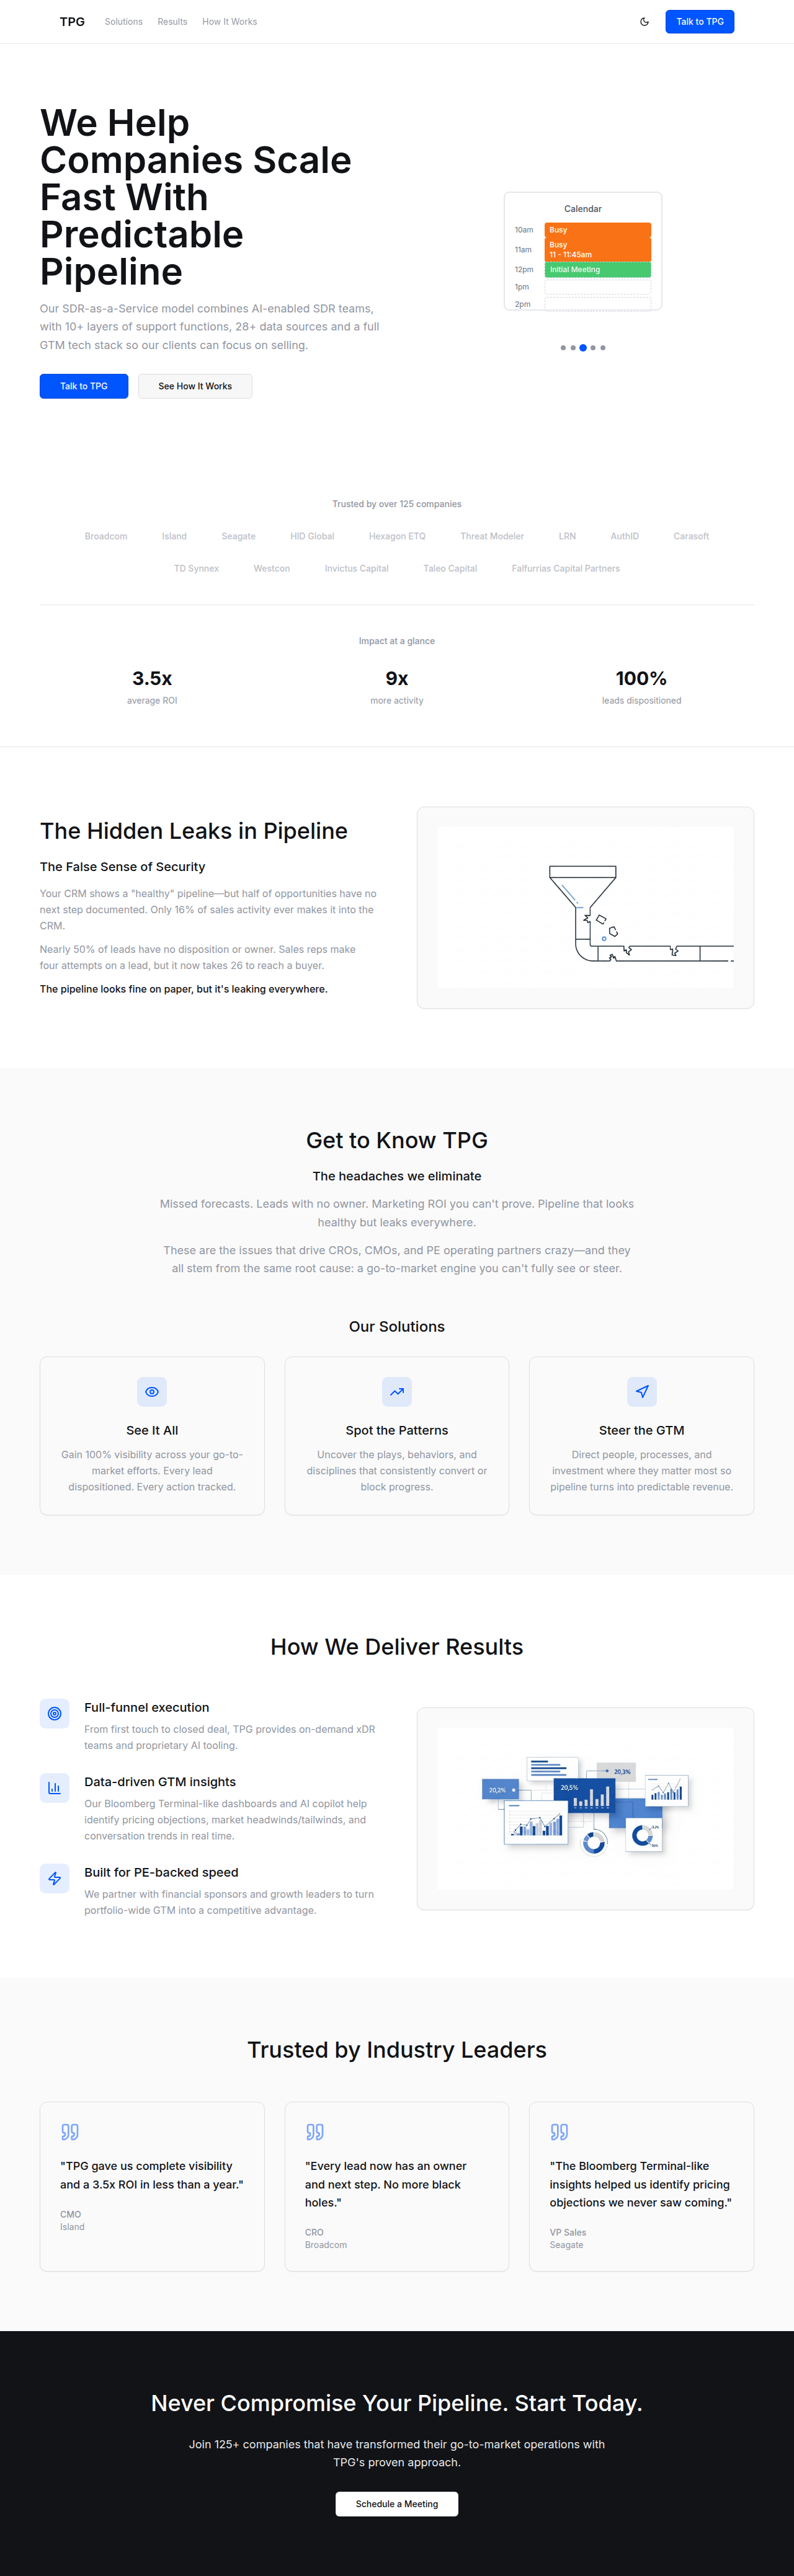 TPG
Solutions
Results
How It Works
Talk to TPG
We Help
Companies Scale
Fast With
Predictable
Pipeline
Our SDR-as-a-Service model combines AI-enabled SDR teams,
with 10+ layers of support functions, 28+ data sources and a full
GTM tech stack so our clients can focus on selling.
Talk to TPG
See How It Works
Calendar
10am
Busy
11am
Busy
11 - 11:45am
12pm
Initial Meeting
1pm
2pm
Trusted by over 125 companies
Broadcom
Island
Seagate
HID Global
Hexagon ETQ
Threat Modeler
LRN
AuthID
Carasoft
TD Synnex
Westcon
Invictus Capital
Taleo Capital
Falfurrias Capital Partners
Impact at a glance
3.5x
average ROI
9x
more activity
100%
leads dispositioned
The Hidden Leaks in Pipeline
The False Sense of Security
Your CRM shows a "healthy" pipeline—but half of opportunities have no
next step documented. Only 16% of sales activity ever makes it into the
CRM.
Nearly 50% of leads have no disposition or owner. Sales reps make
four attempts on a lead, but it now takes 26 to reach a buyer.
The pipeline looks fine on paper, but it's leaking everywhere.
Get to Know TPG
The headaches we eliminate
Missed forecasts. Leads with no owner. Marketing ROI you can't prove. Pipeline that looks
healthy but leaks everywhere.
These are the issues that drive CROs, CMOs, and PE operating partners crazy—and they
all stem from the same root cause: a go-to-market engine you can't fully see or steer.
Our Solutions
See It All
Gain 100% visibility across your go-to-
market efforts. Every lead
dispositioned. Every action tracked.
Spot the Patterns
Uncover the plays, behaviors, and
disciplines that consistently convert or
block progress.
Steer the GTM
Direct people, processes, and
investment where they matter most so
pipeline turns into predictable revenue.
How We Deliver Results
Full-funnel execution
From first touch to closed deal, TPG provides on-demand xDR
teams and proprietary AI tooling.
Data-driven GTM insights
Our Bloomberg Terminal-like dashboards and AI copilot help
identify pricing objections, market headwinds/tailwinds, and
conversation trends in real time.
Built for PE-backed speed
We partner with financial sponsors and growth leaders to turn
portfolio-wide GTM into a competitive advantage.
20,2%
20,5%
20,3%
Trusted by Industry Leaders
"TPG gave us complete visibility
and a 3.5x ROI in less than a year."
CMO
Island
"Every lead now has an owner
and next step. No more black
holes."
CRO
Broadcom
"The Bloomberg Terminal-like
insights helped us identify pricing
objections we never saw coming."
VP Sales
Seagate
Never Compromise Your Pipeline. Start Today.
Join 125+ companies that have transformed their go-to-market operations with
TPG's proven approach.
Schedule a Meeting